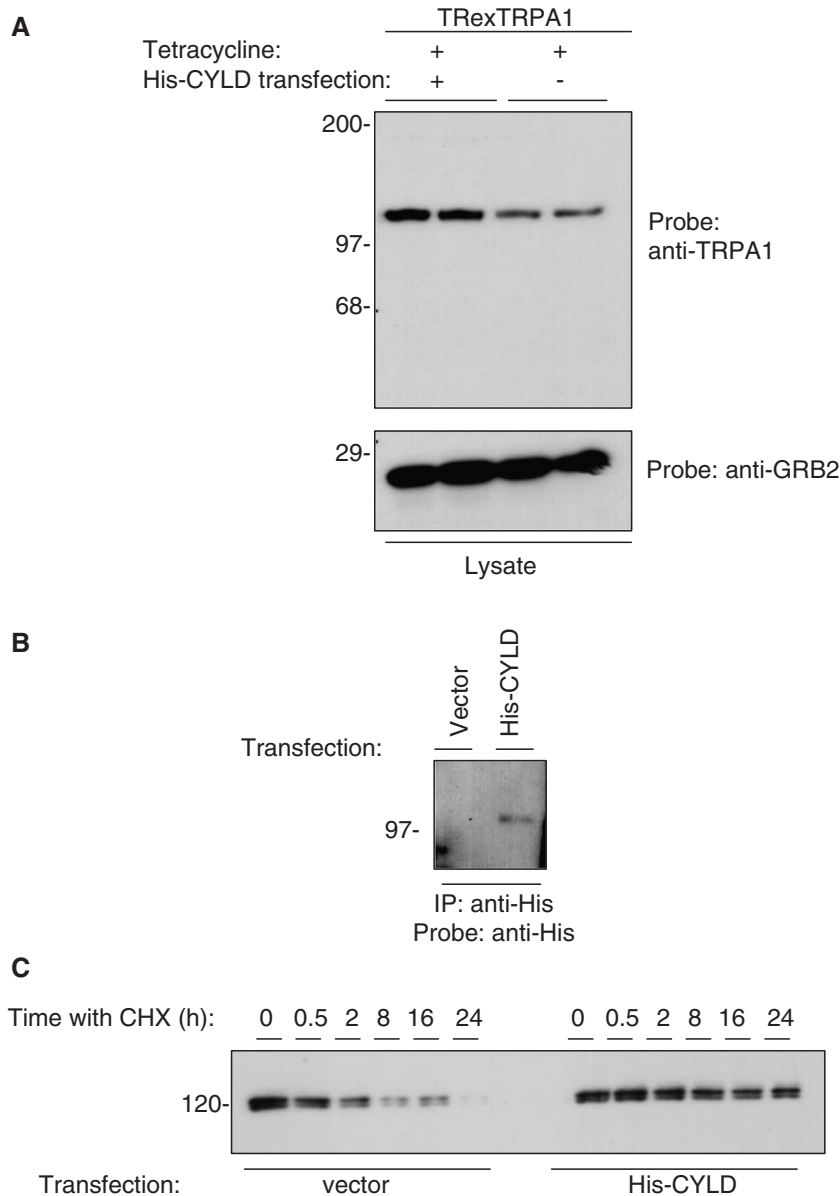 A
TRexTRPA1
Tetracycline: + +
His-CYLD transfection: + -
200-
97-
68-
Probe:
anti-TRPA1
29-
Probe: anti-GRB2
Lysate
B
Vector
His-CYLD
Transfection:
97-
IP: anti-His
Probe: anti-His
C
Time with CHX (h): 0 0.5 2 8 16 24 0 0.5 2 8 16 24
120-
Transfection: vector His-CYLD